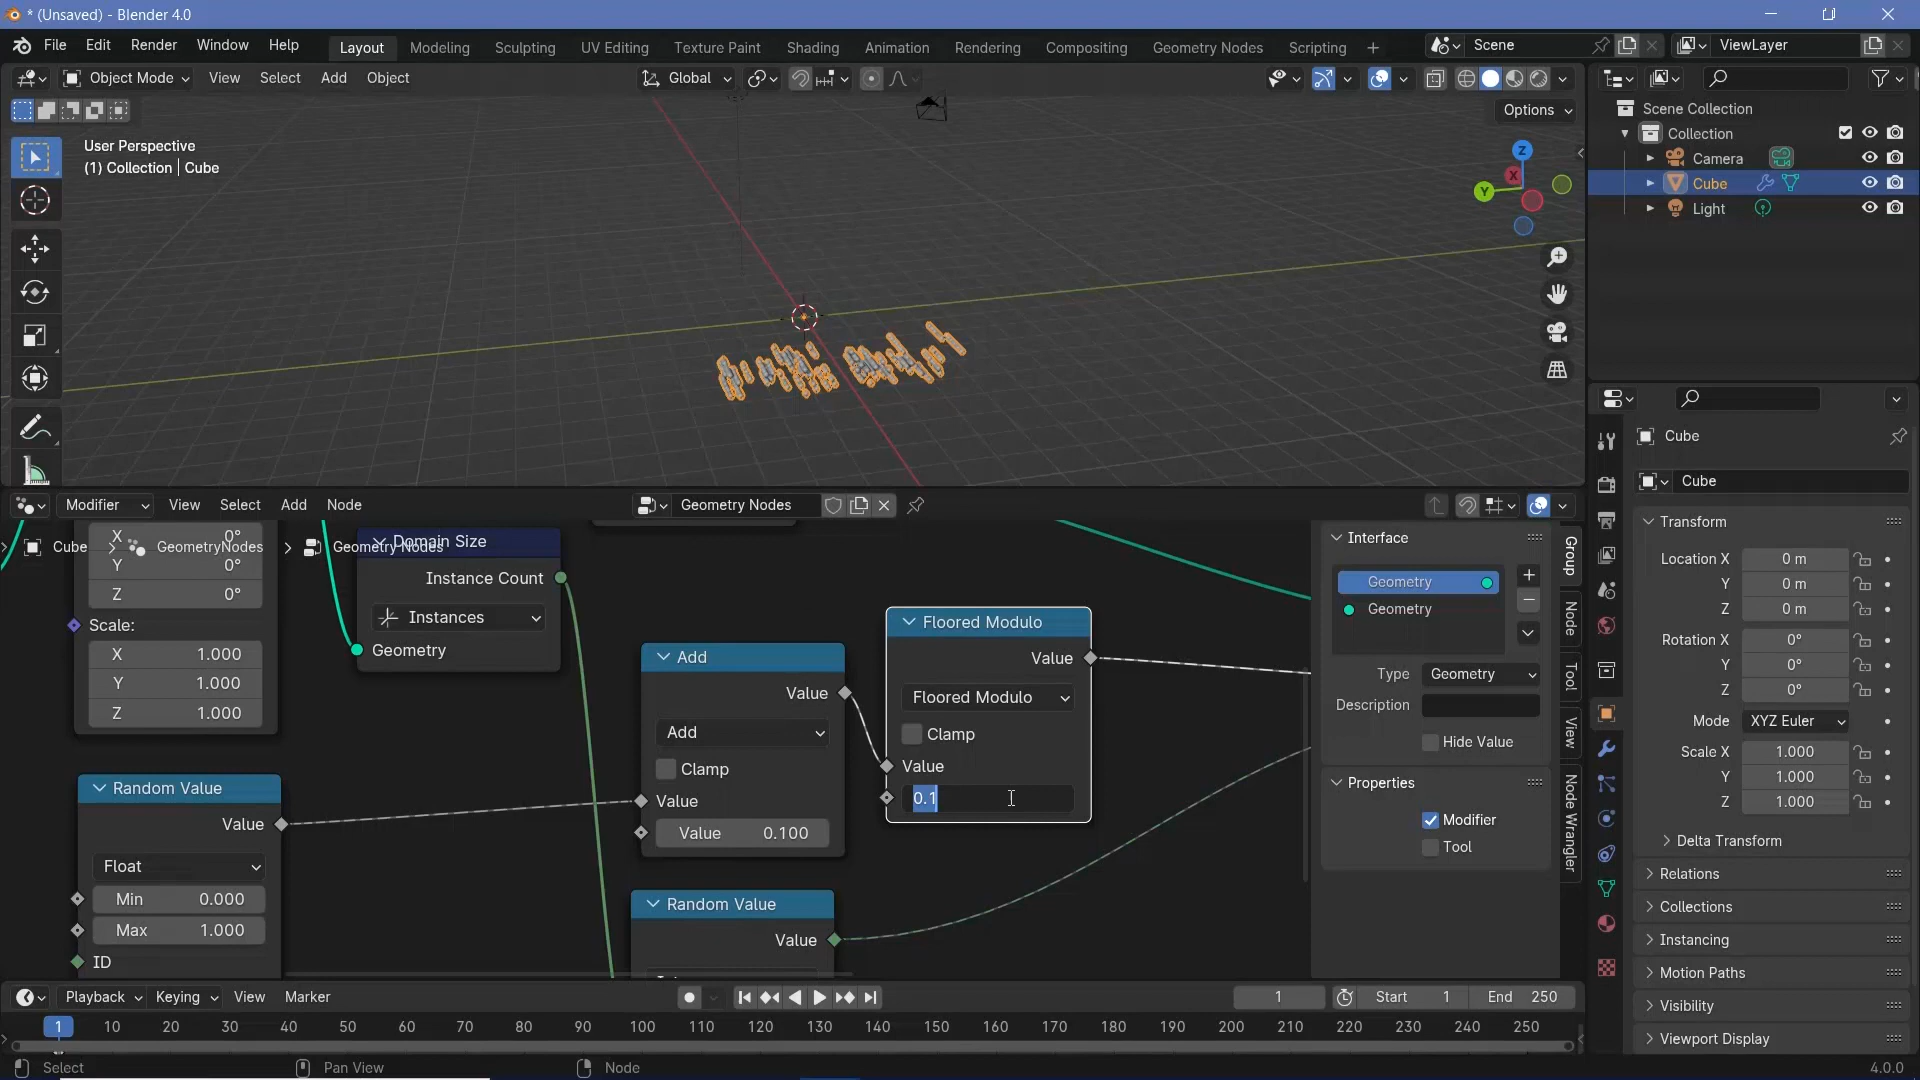 * (Unsaved) - Blender 4.0
File Edit Render Window Help
Layout Modeling Sculpting UV Editing Texture Paint Shading Animation Rendering Compositing Geometry Nodes Scripting
Scene
ViewLayer
Object Mode View Select Add Object
Global
Options
User Perspective
(1) Collection | Cube
Z
X
Y
Scene Collection
Collection
Camera
Cube
Light
Cube
Cube
Transform
Location X 0 m
Y 0 m
Z 0 m
Rotation X 0°
Y 0°
Z 0°
Mode XYZ Euler
Scale X 1.000
Y 1.000
Z 1.000
Delta Transform
Relations
Collections
Instancing
Motion Paths
Visibility
Viewport Display
Modifier View Select Add Node
Geometry Nodes
Cube GeometryNodes Geometry Nodes
X 0°
Y 0°
Z 0°
Scale:
X 1.000
Y 1.000
Z 1.000
Domain Size
Instance Count
Instances
Geometry
Random Value
Value
Float
Min 0.000
Max 1.000
ID
Add
Value
Add
Clamp
Value
Value 0.100
Random Value
Value
Floored Modulo
Value
Floored Modulo
Clamp
Value
0.1
Interface
Geometry
Geometry
Type Geometry
Description
Hide Value
Properties
Modifier
Tool
Group
Node
Tool
View
Node Wrangler
Playback Keying View Marker
1
Start 1
End 250
1 10 20 30 40 50 60 70 80 90 100 110 120 130 140 150 160 170 180 190 200 210 220 230 240 250
Select Pan View Node
4.0.0